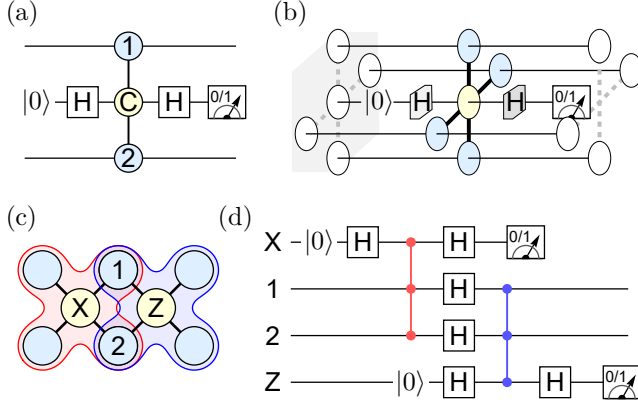 (a)
1
|0⟩ H C H 0/1
2
(b)
|0⟩ H H 0/1
(c)
1
X Z
2
(d)
X |0⟩ H H 0/1
1 H
2 H
Z |0⟩ H H 0/1